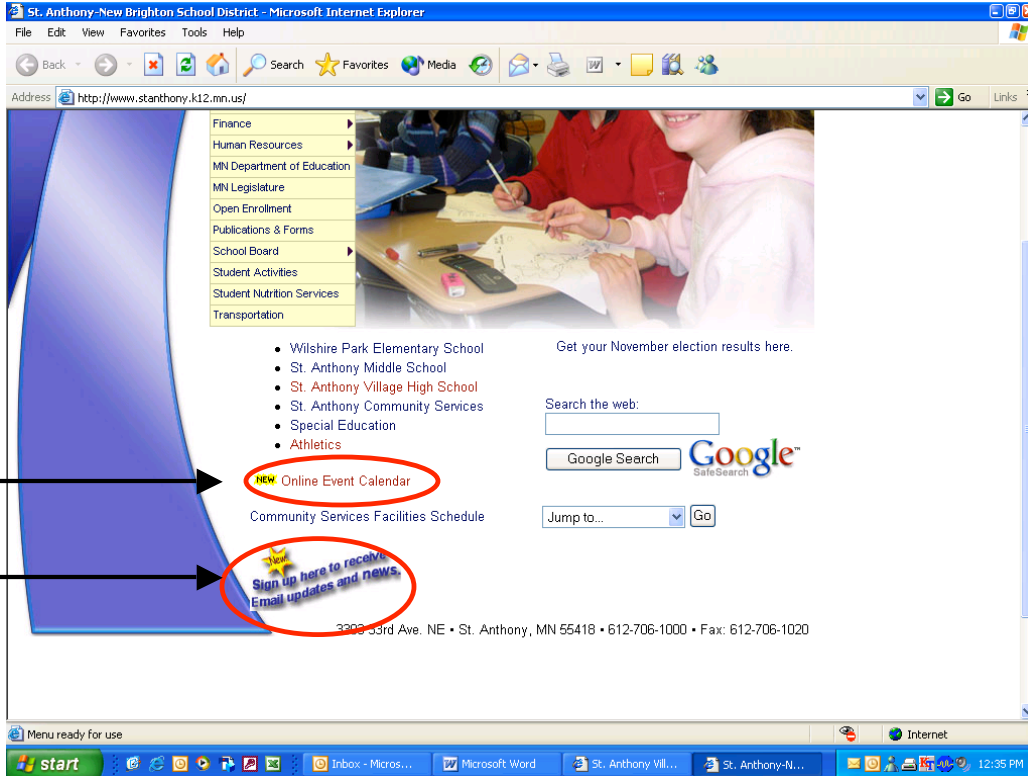 St. Anthony-New Brighton School District - Microsoft Internet Explorer
File Edit View Favorites Tools Help
Back Search Favorites Media
Address http://www.stanthony.k12.mn.us/ Go Links
Finance
Human Resources
MN Department of Education
MN Legislature
Open Enrollment
Publications & Forms
School Board
Student Activities
Student Nutrition Services
Transportation
• Wilshire Park Elementary School
• St. Anthony Middle School
• St. Anthony Village High School
• St. Anthony Community Services
• Special Education
• Athletics
NEW Online Event Calendar
Community Services Facilities Schedule
New!
Sign up here to receive
Email updates and news.
Get your November election results here.
Search the web:
Google Search Google™
SafeSearch
Jump to... Go
3303 33rd Ave. NE • St. Anthony, MN 55418 • 612-706-1000 • Fax: 612-706-1020
Menu ready for use Internet
start Inbox - Micros... Microsoft Word St. Anthony Vill... St. Anthony-N... 12:35 PM